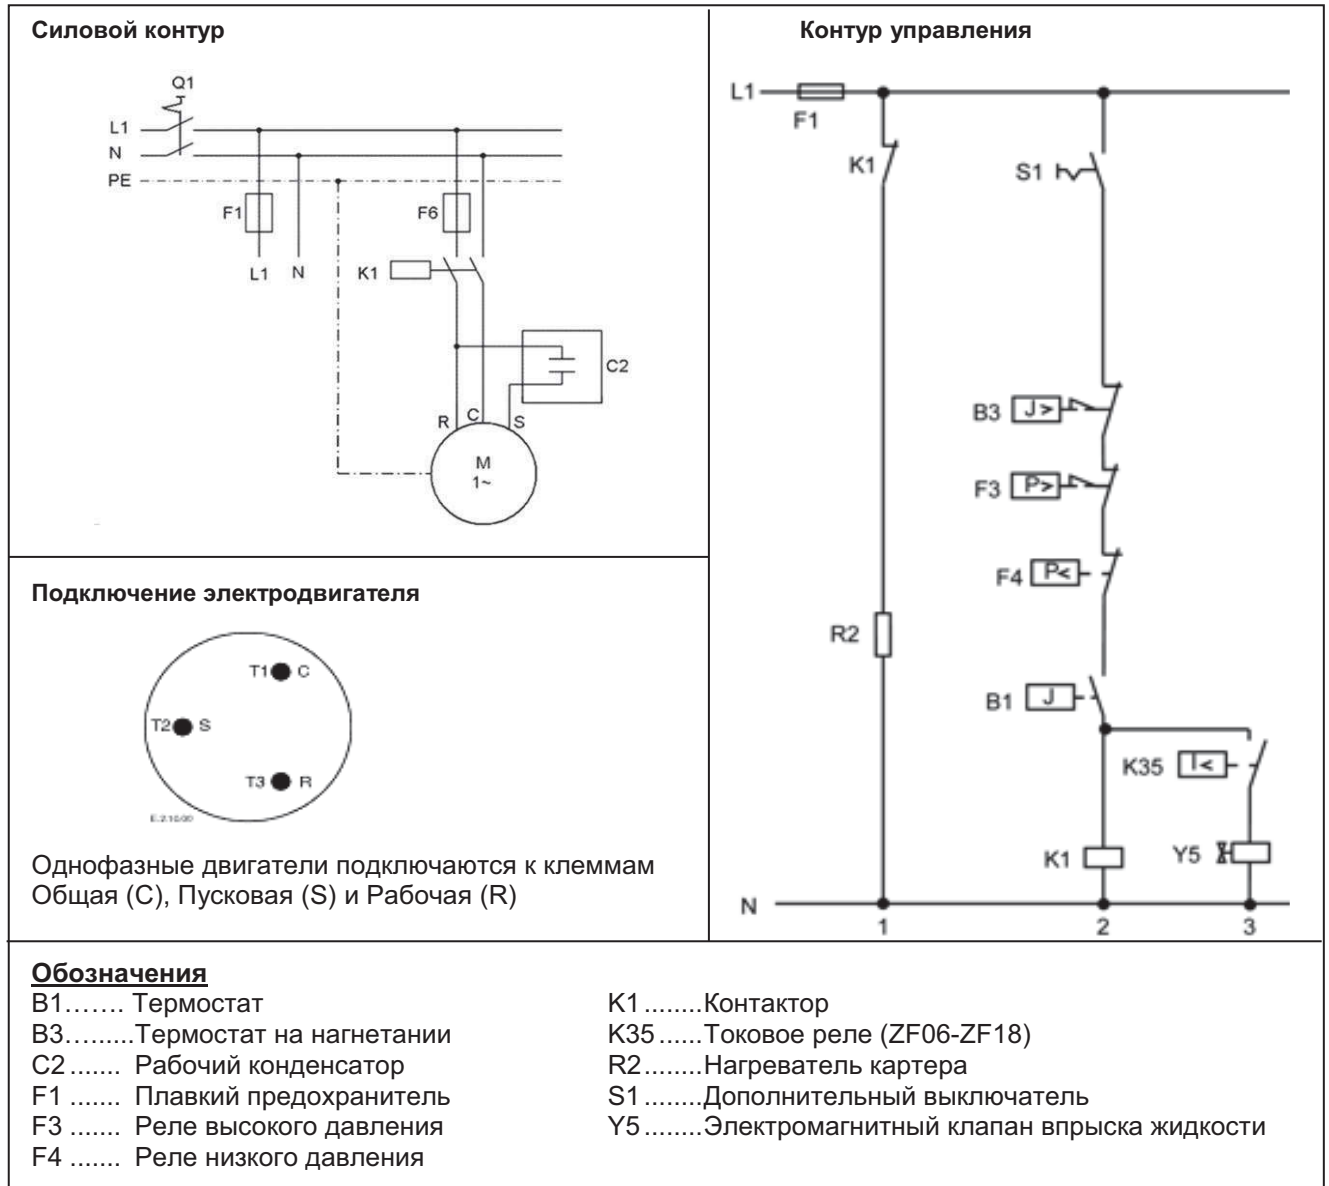 Силовой контур
Q1
L1
N
PE
F1
F6
L1 N
K1
C2
R C S
M
1~
Контур управления
L1
F1
K1
S1
B3 J>
F3 P>
F4 P<
R2
B1 J
K35 I<
K1
Y5
N
1 2 3
Подключение электродвигателя
T1 C
T2 S
T3 R
Однофазные двигатели подключаются к клеммам
Общая (C), Пусковая (S) и Рабочая (R)
Обозначения
B1....... Термостат
B3.........Термостат на нагнетании
C2 ....... Рабочий конденсатор
F1 ....... Плавкий предохранитель
F3 ....... Реле высокого давления
F4 ....... Реле низкого давления
K1 ........Контактор
K35 ......Токовое реле (ZF06-ZF18)
R2........Нагреватель картера
S1........Дополнительный выключатель
Y5........Электромагнитный клапан впрыска жидкости